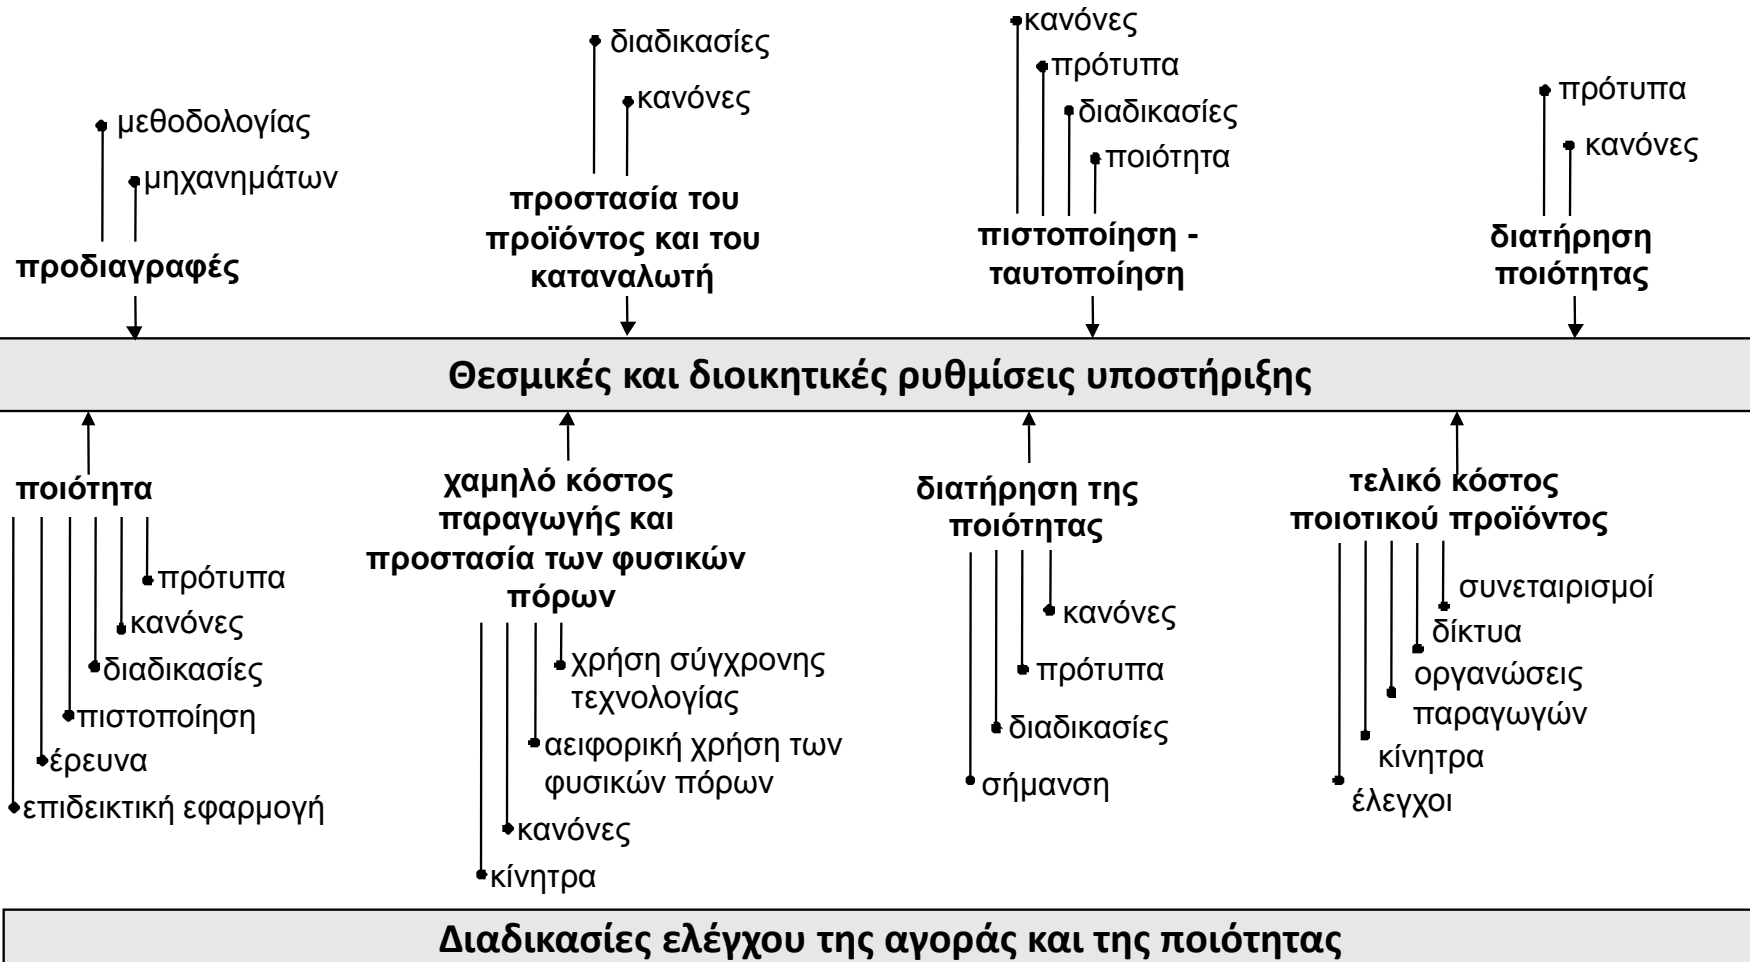 μεθοδολογίας
μηχανημάτων
προδιαγραφές
διαδικασίες
κανόνες
προστασία του
προϊόντος και του
καταναλωτή
κανόνες
πρότυπα
διαδικασίες
ποιότητα
πιστοποίηση -
ταυτοποίηση
πρότυπα
κανόνες
διατήρηση
ποιότητας
Θεσμικές και διοικητικές ρυθμίσεις υποστήριξης
ποιότητα
πρότυπα
κανόνες
διαδικασίες
πιστοποίηση
έρευνα
επιδεικτική εφαρμογή
χαμηλό κόστος
παραγωγής και
προστασία των φυσικών
πόρων
χρήση σύγχρονης
τεχνολογίας
αειφορική χρήση των
φυσικών πόρων
κανόνες
κίνητρα
διατήρηση της
ποιότητας
κανόνες
πρότυπα
διαδικασίες
σήμανση
τελικό κόστος
ποιοτικού προϊόντος
συνεταιρισμοί
δίκτυα
οργανώσεις
παραγωγών
κίνητρα
έλεγχοι
Διαδικασίες ελέγχου της αγοράς και της ποιότητας